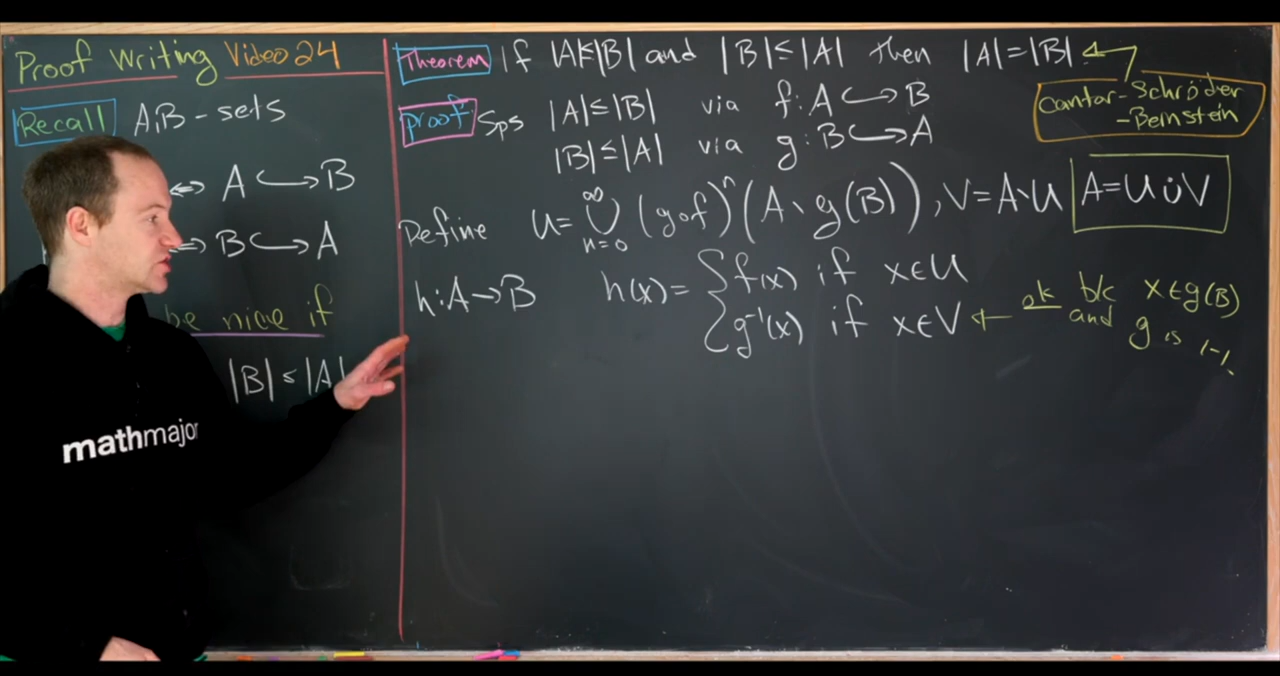 Proof Writing Video 24
Recall A,B - sets
⇔ A ↪ B
⇔ B ↪ A
be nice if
|B| ≤ |A|
mathmajor
Theorem If |A|≤|B| and |B| ≤ |A| then |A| = |B|.
Cantor-Schröder
-Bernstein
Proof Sps |A| ≤ |B| via f: A ↪ B
|B| ≤ |A| via g: B ↪ A
Define U = ∪_{n=0}^{∞} (g∘f)^n (A∖g(B)), V = A∖U A = U ∪̇ V
h: A → B h(x) = { f(x) if x∈U
g⁻¹(x) if x∈V ← ok b/c x∈g(B)
and g is 1-1.